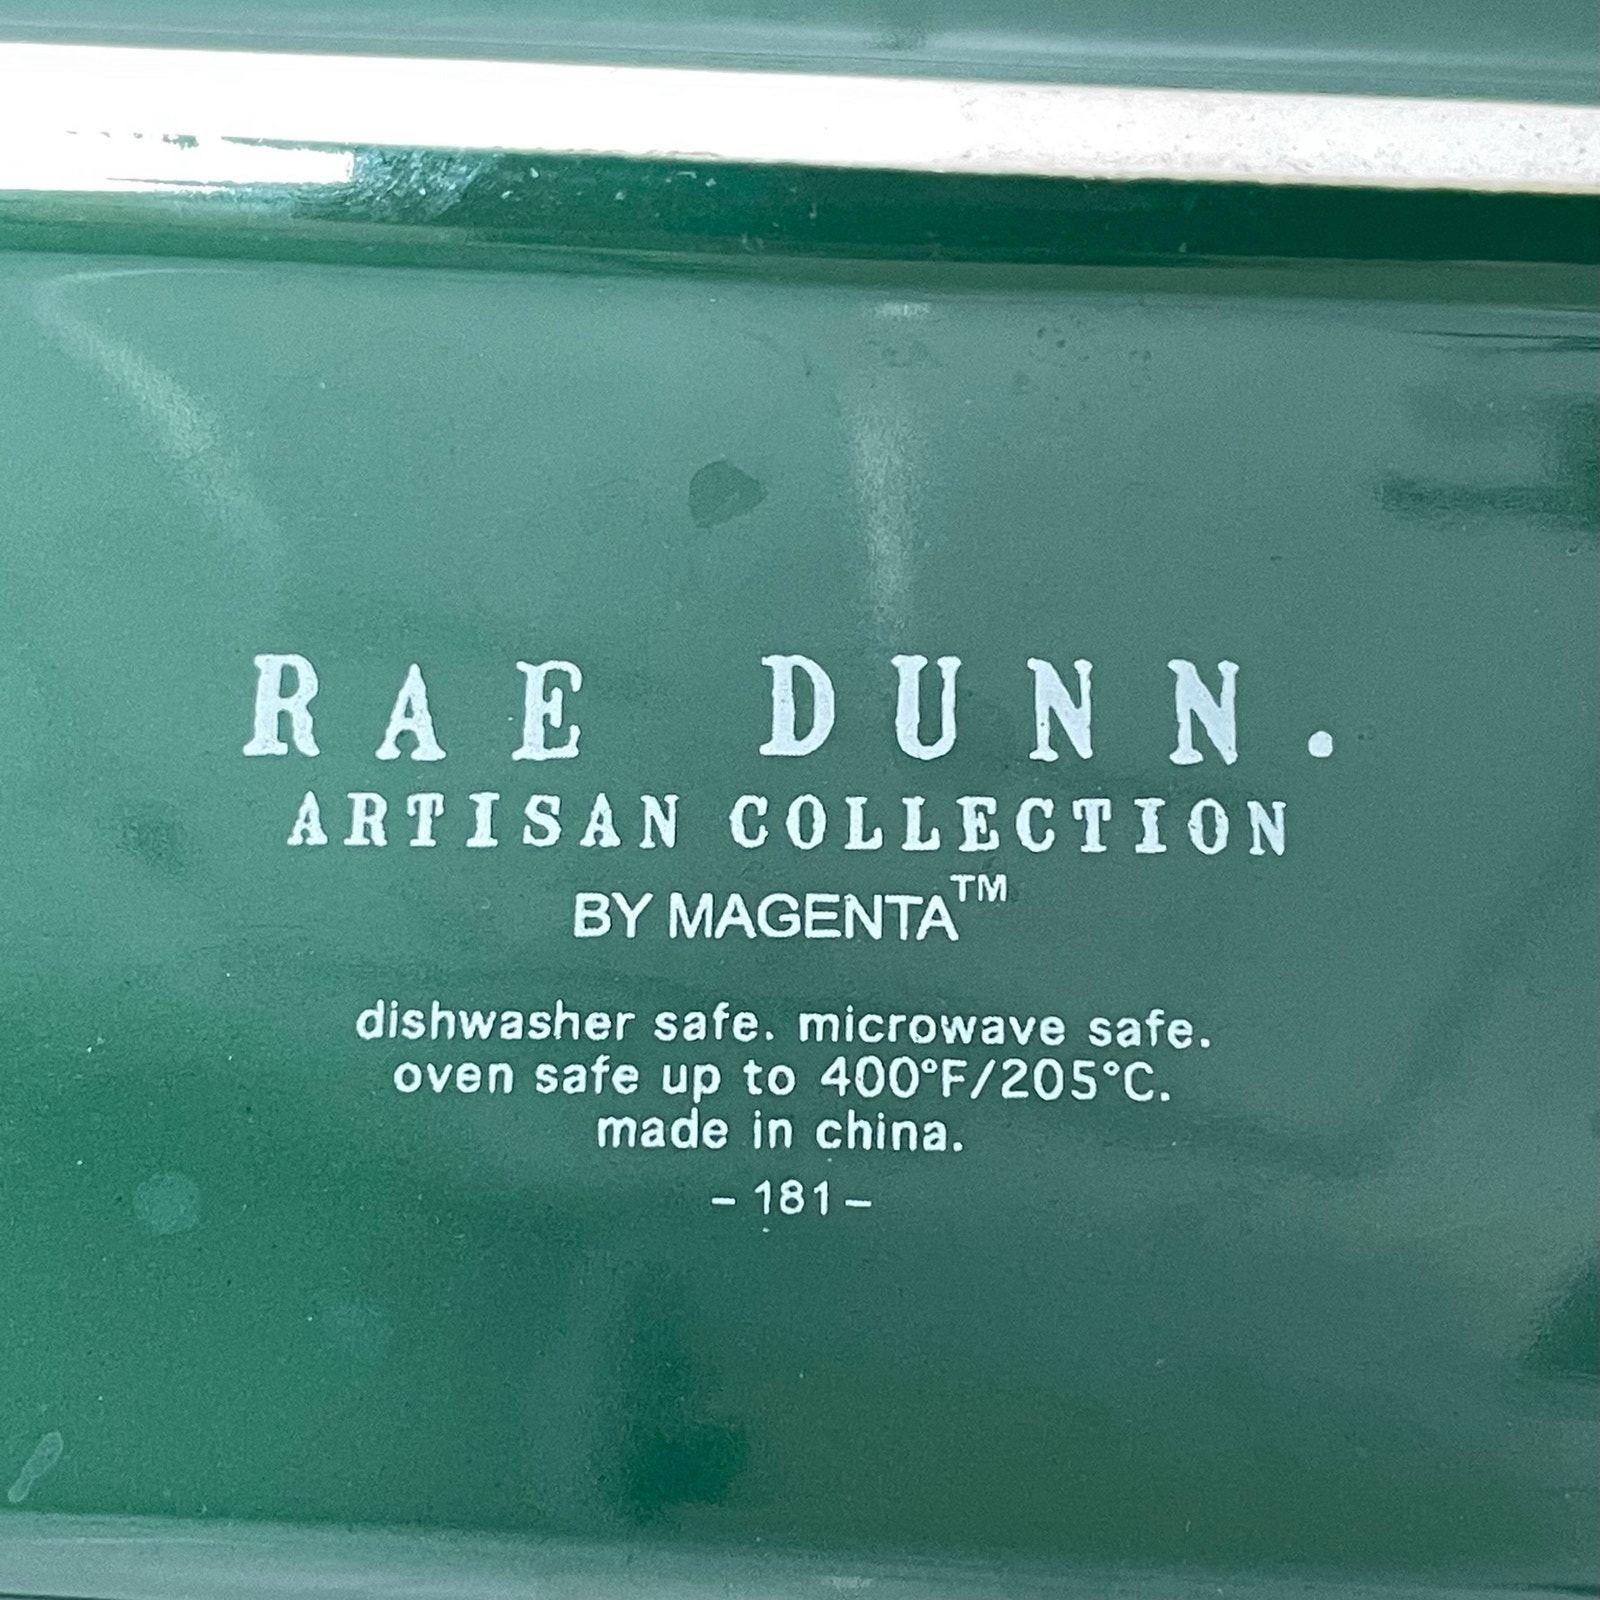 RAE DUNN.
ARTISAN COLLECTION
BY MAGENTA™
dishwasher safe. microwave safe.
oven safe up to 400°F/205°C.
made in china.
- 181 -